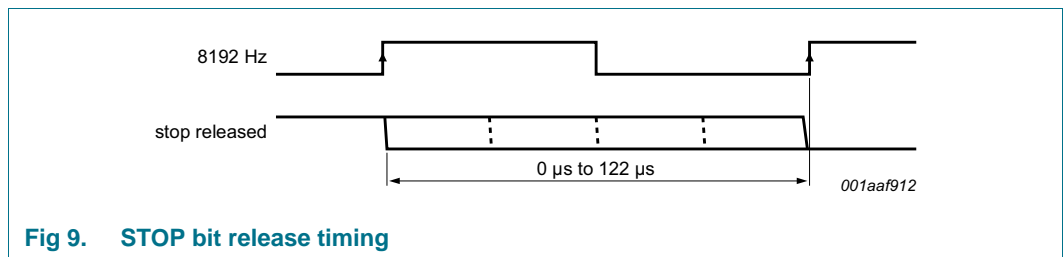 8192 Hz
stop released
0 μs to 122 μs
001aaf912
Fig 9. STOP bit release timing